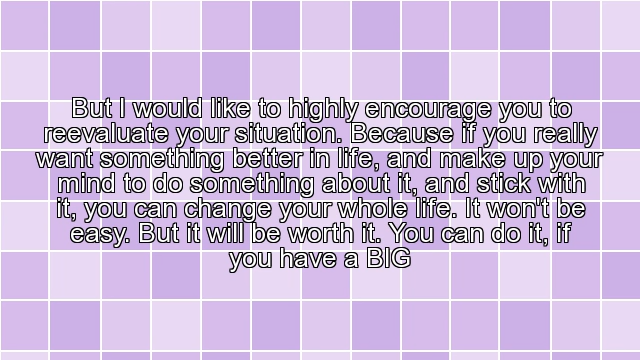 But I would like to highly encourage you to
reevaluate your situation. Because if you really
want something better in life, and make up your
mind to do something about it, and stick with
it, you can change your whole life. It won't be
easy. But it will be worth it. You can do it, if
you have a BIG